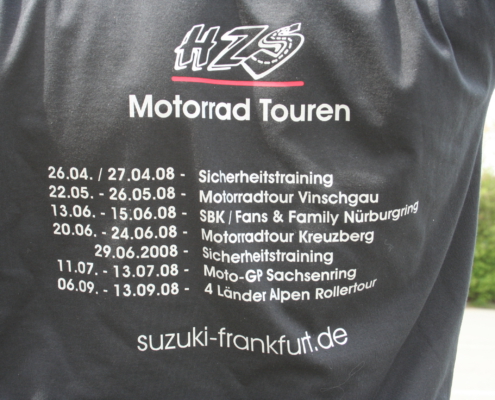 HZS
Motorrad Touren
26.04. / 27.04.08 - Sicherheitstraining
22.05. - 26.05.08 - Motorradtour Vinschgau
13.06. - 15.06.08 - SBK / Fans & Family Nürburgring
20.06. - 24.06.08 - Motorradtour Kreuzberg
29.06.2008 - Sicherheitstraining
11.07. - 13.07.08 - Moto-GP Sachsenring
06.09. - 13.09.08 - 4 Länder Alpen Rollertour
suzuki-frankfurt.de